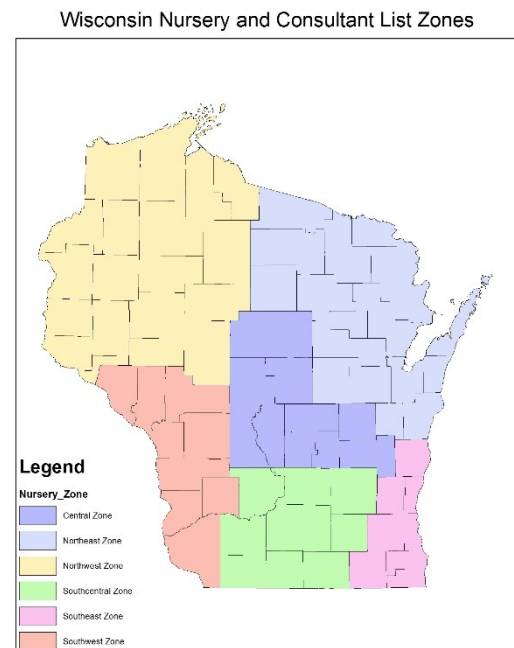 Wisconsin Nursery and Consultant List Zones
Legend
Nursery_Zone
Central Zone
Northeast Zone
Northwest Zone
Southcentral Zone
Southeast Zone
Southwest Zone